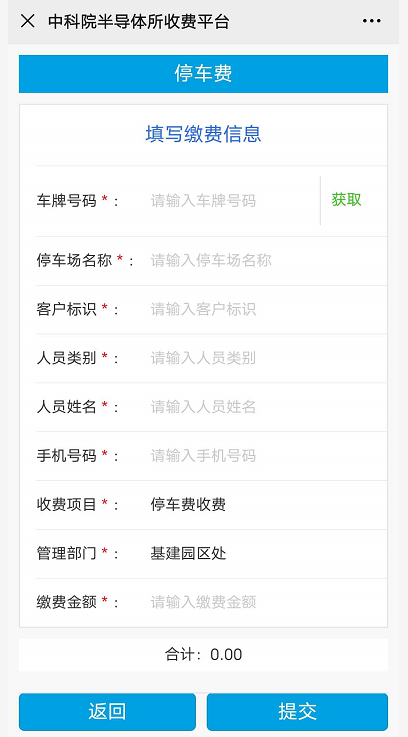 中科院半导体所收费平台
停车费
填写缴费信息
车牌号码 * ： 请输入车牌号码 获取
停车场名称 * ： 请输入停车场名称
客户标识 * ： 请输入客户标识
人员类别 * ： 请输入人员类别
人员姓名 * ： 请输入人员姓名
手机号码 * ： 请输入手机号码
收费项目 * ： 停车费收费
管理部门 * ： 基建园区处
缴费金额 * ： 请输入缴费金额
合计：0.00
返回 提交